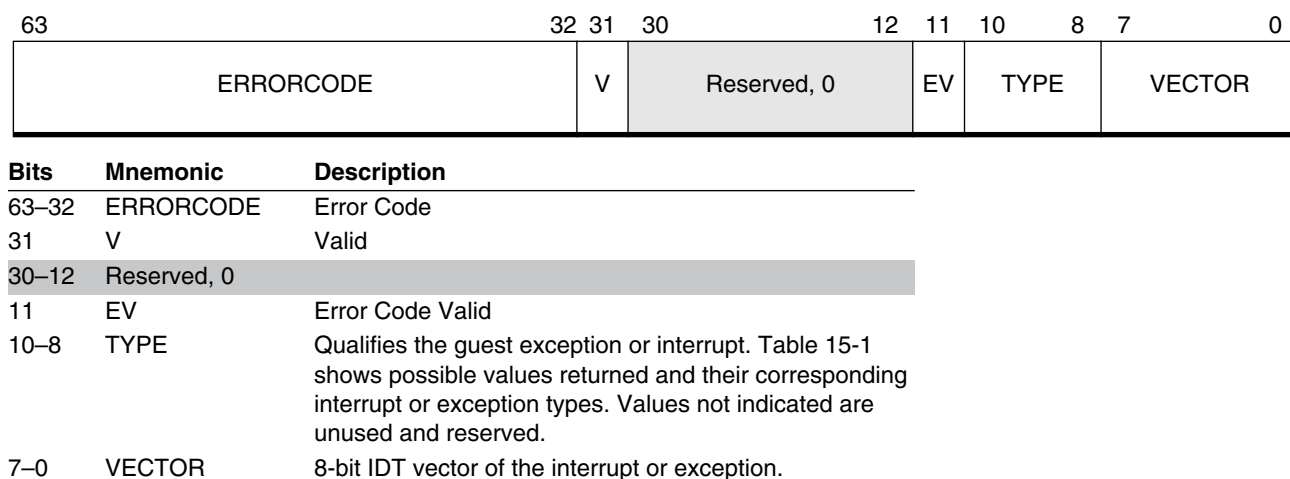 63 32 31 30 12 11 10 8 7 0
ERRORCODE V Reserved, 0 EV TYPE VECTOR
Bits Mnemonic Description
63–32 ERRORCODE Error Code
31 V Valid
30–12 Reserved, 0
11 EV Error Code Valid
10–8 TYPE Qualifies the guest exception or interrupt. Table 15-1
shows possible values returned and their corresponding
interrupt or exception types. Values not indicated are
unused and reserved.
7–0 VECTOR 8-bit IDT vector of the interrupt or exception.